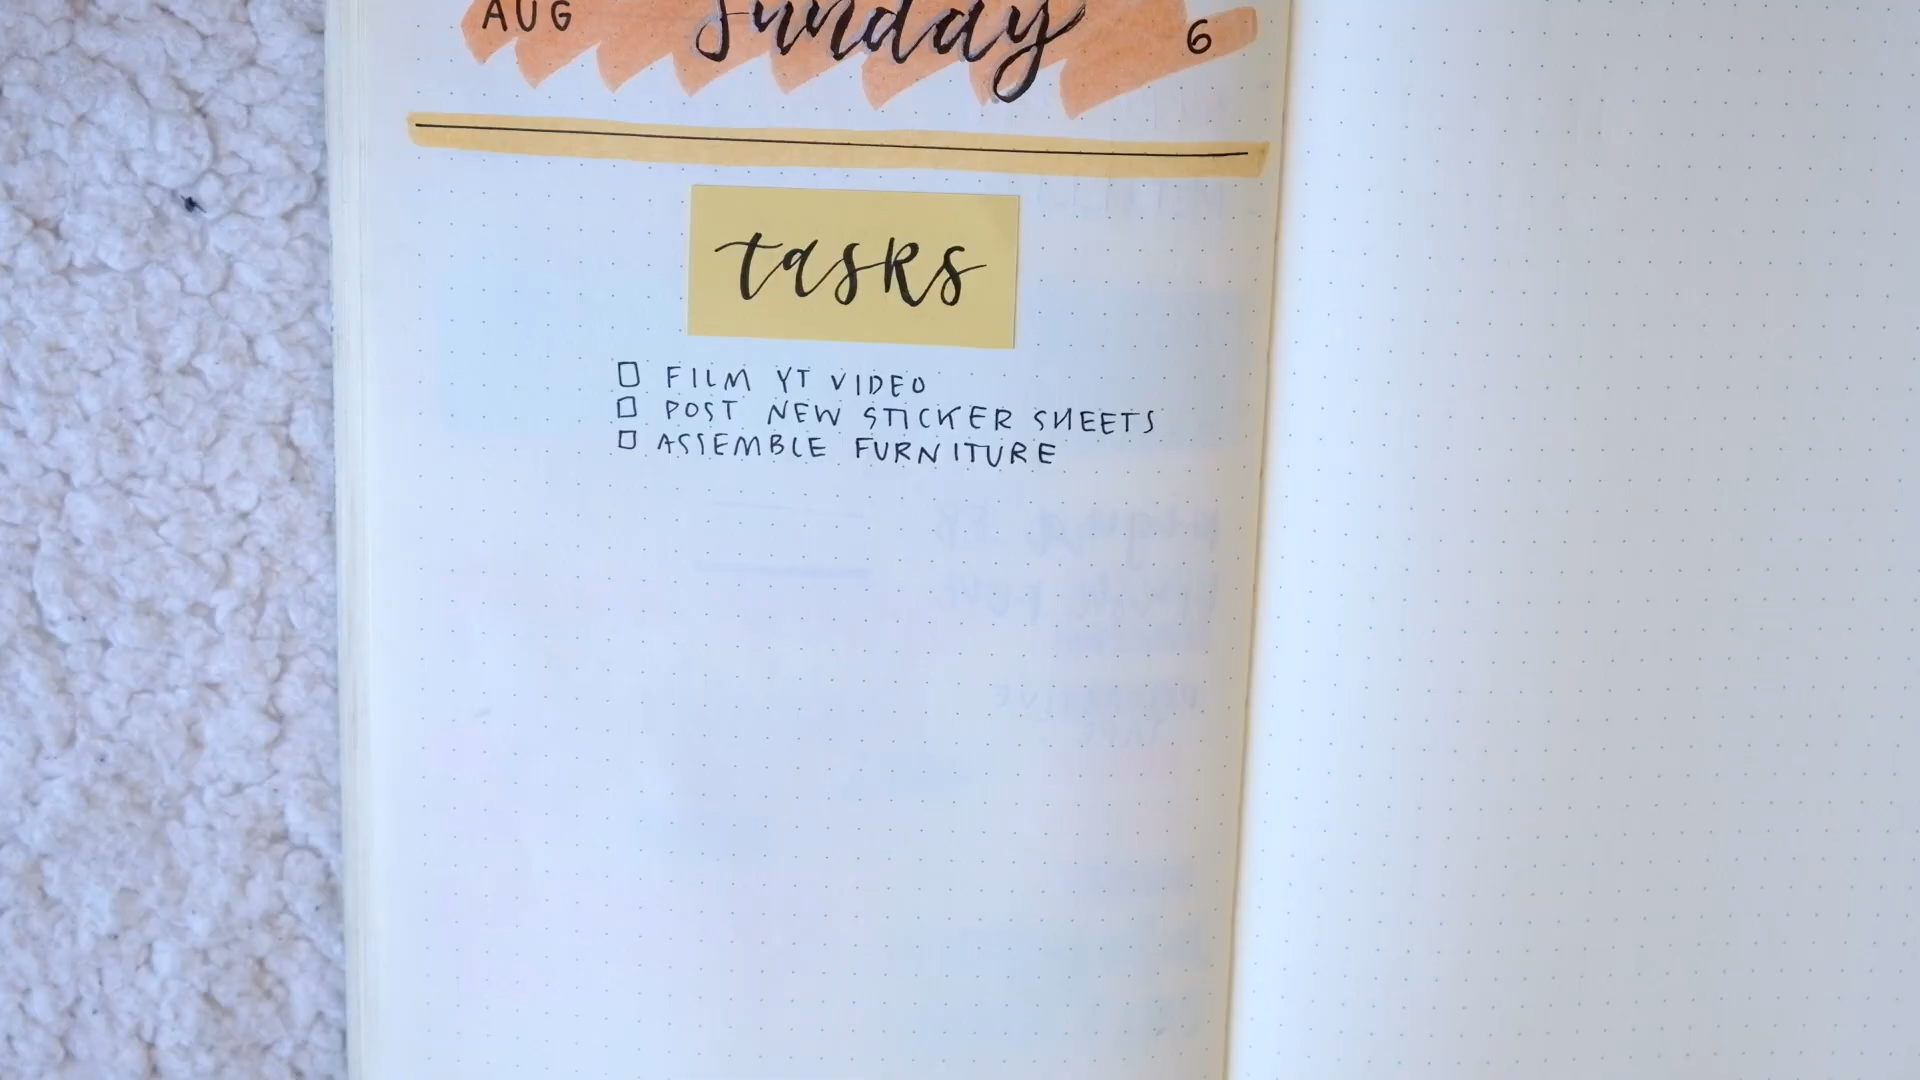 AUG Sunday 6
tasks
FILM YT VIDEO
POST NEW STICKER SHEETS
ASSEMBLE FURNITURE